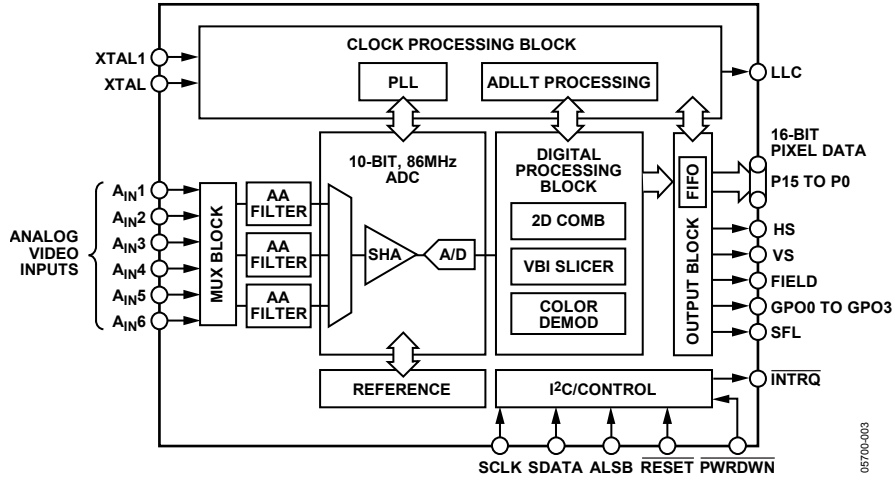 CLOCK PROCESSING BLOCK
XTAL1
XTAL
PLL
ADLLT PROCESSING
LLC
16-BIT
PIXEL DATA
P15 TO P0
10-BIT, 86MHz
ADC
DIGITAL
PROCESSING
BLOCK
FIFO
OUTPUT BLOCK
ANALOG
VIDEO
INPUTS
AIN1
AIN2
AIN3
AIN4
AIN5
AIN6
MUX BLOCK
AA
FILTER
AA
FILTER
AA
FILTER
SHA
A/D
2D COMB
VBI SLICER
COLOR
DEMOD
HS
VS
FIELD
GPO0 TO GPO3
SFL
REFERENCE
I2C/CONTROL
INTRQ
SCLK SDATA ALSB RESET PWRDWN
05700-003